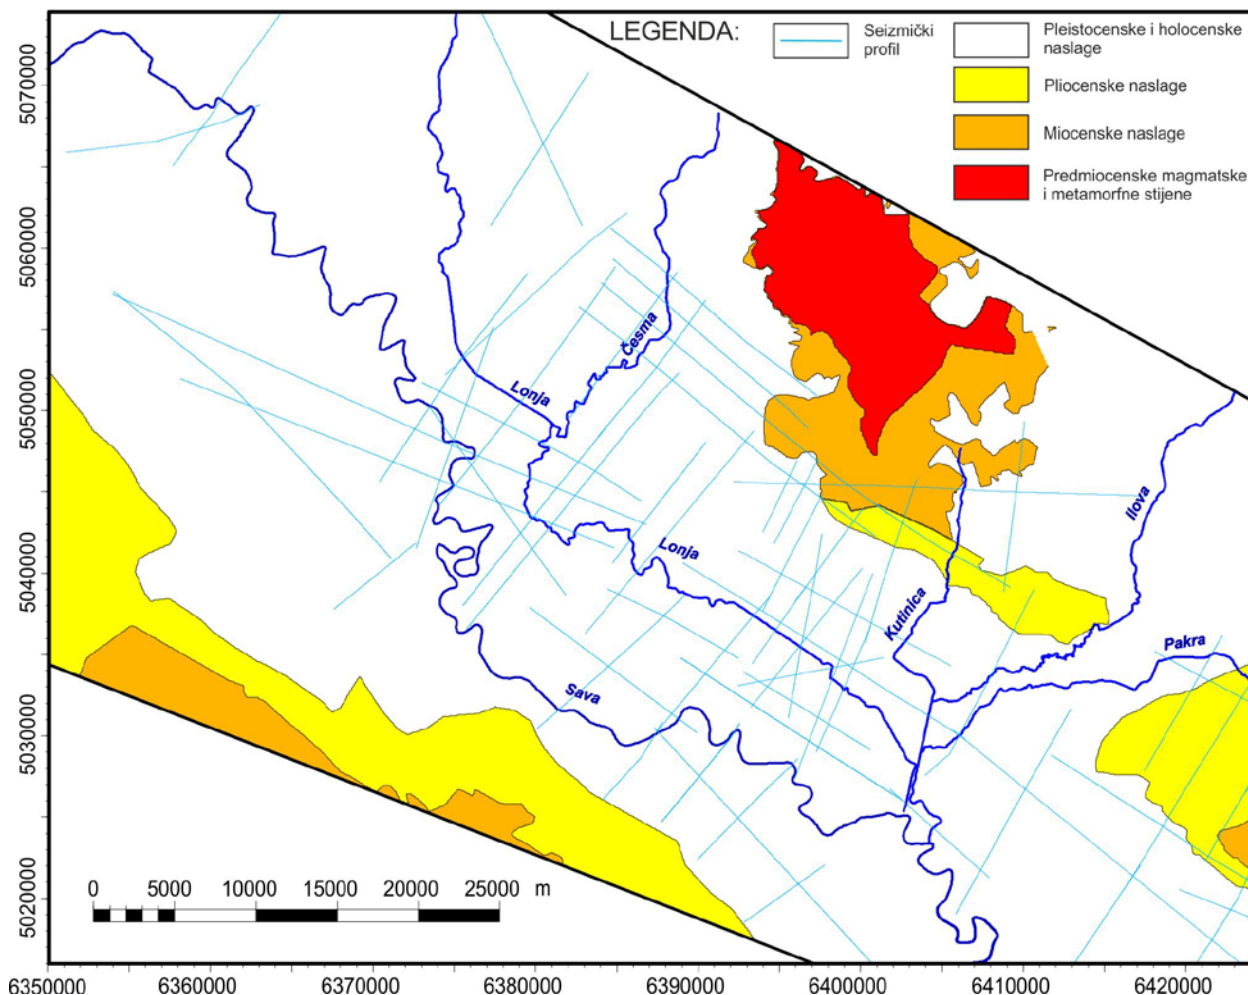 LEGENDA:
Seizmički
profil
Pleistocenske i holocenske
naslage
Pliocenske naslage
Miocenske naslage
Predmiocenske magmatske
i metamorfne stijene
5070000
5060000
5050000
5040000
5030000
5020000
Česma
Lonja
Lonja
Ilova
Kutinica
Pakra
Sava
0 5000 10000 15000 20000 25000 m
6350000 6360000 6370000 6380000 6390000 6400000 6410000 6420000